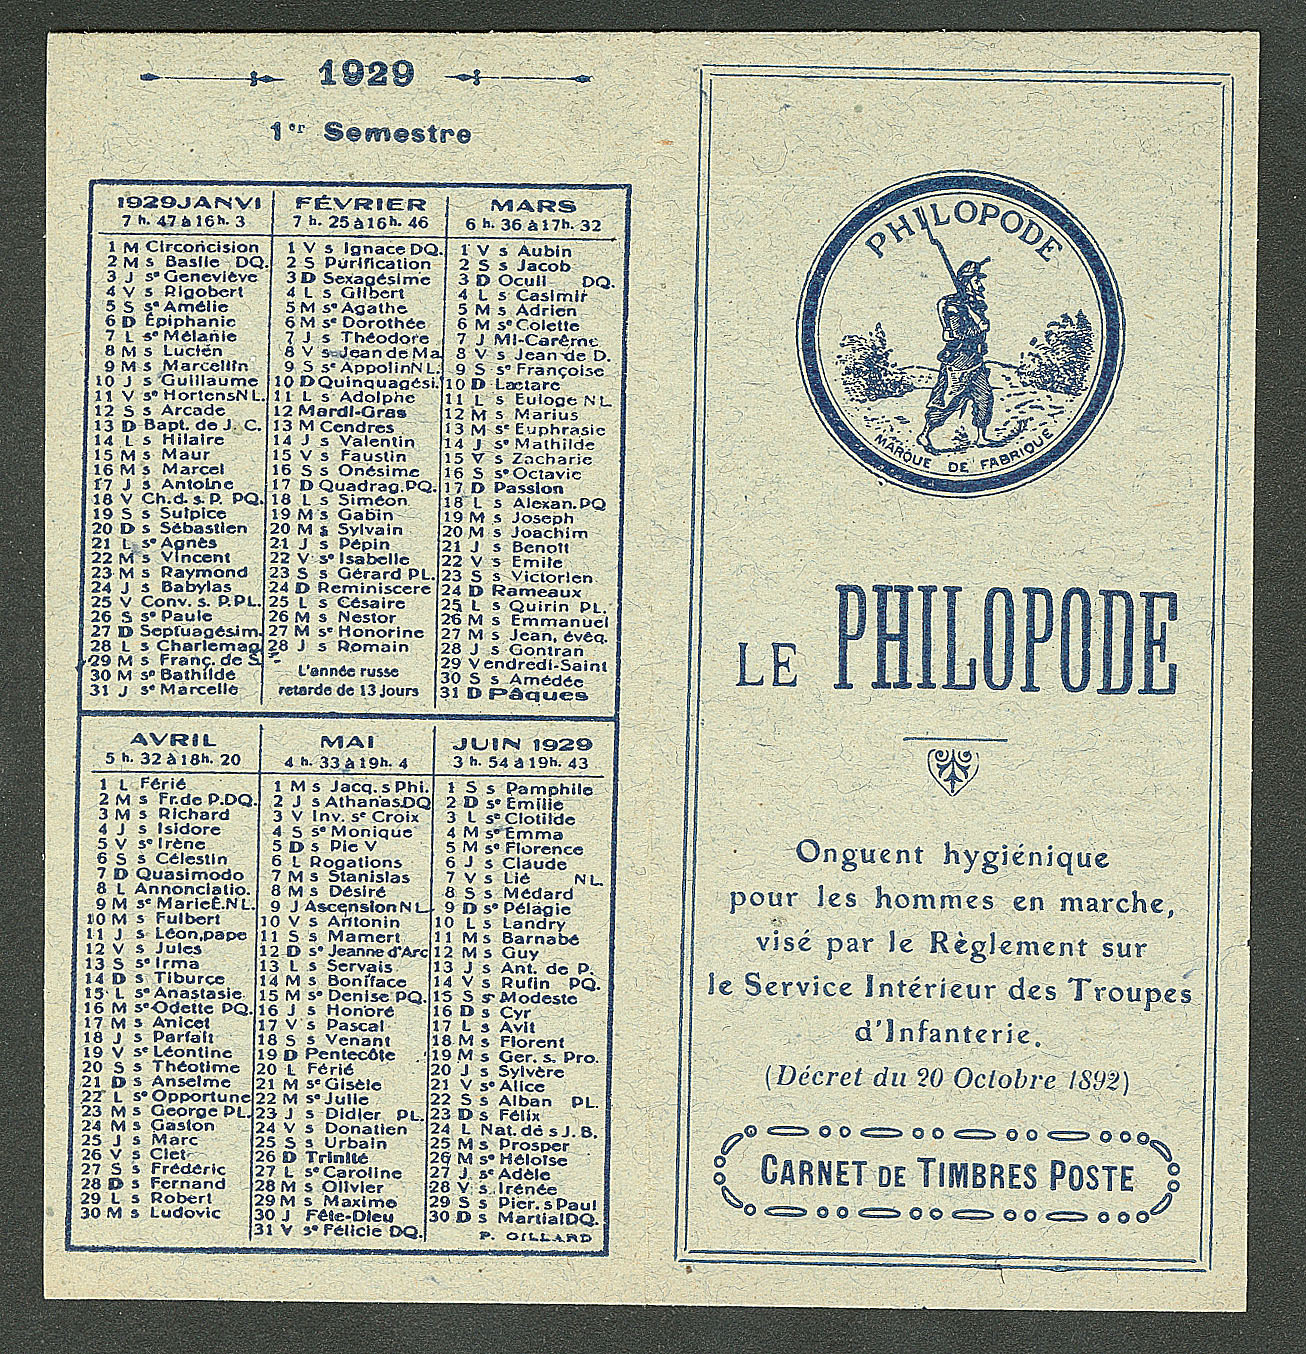 1929
1er Semestre
1929 JANVI
7 h. 47 à 16 h. 3
1 M Circoncision
2 M s Basile DQ.
3 J se Geneviève
4 V s Rigobert
5 S se Amélie
6 D Épiphanie
7 L se Mélanie
8 M s Lucien
9 M s Marcellin
10 J s Guillaume
11 V se Hortens NL.
12 S s Arcade
13 D Bapt. de J. C.
14 L s Hilaire
15 M s Maur
16 M s Marcel
17 J s Antoine
18 V Ch. d. s. P. PQ.
19 S s Sulpice
20 D s Sébastien
21 L se Agnès
22 M s Vincent
23 M s Raymond
24 J s Babylas
25 V Conv. s. P. PL.
26 S se Paule
27 D Septuagésim.
28 L s Charlemag.
29 M s Franç. de S.
30 M se Bathilde
31 J se Marcelle
FÉVRIER
7 h. 25 à 16 h. 46
1 V s Ignace DQ.
2 S Purification
3 D Sexagésime
4 L s Gilbert
5 M se Agathe
6 M se Dorothée
7 J s Théodore
8 V s Jean de Ma.
9 S se Appolin NL.
10 D Quinquagési.
11 L s Adolphe
12 Mardi-Gras
13 M Cendres
14 J s Valentin
15 V s Faustin
16 S s Onésime
17 D Quadrag. PQ.
18 L s Siméon
19 M s Gabin
20 M s Sylvain
21 J s Pépin
22 V se Isabelle
23 S s Gérard PL.
24 D Reminiscere
25 L s Césaire
26 M s Nestor
27 M se Honorine
28 J s Romain
L'année russe
retarde de 13 jours
MARS
6 h. 36 à 17 h. 32
1 V s Aubin
2 S s Jacob
3 D Oculi DQ.
4 L s Casimir
5 M s Adrien
6 M se Colette
7 J Mi-Carême
8 V s Jean de D.
9 S se Françoise
10 D Lætare
11 L s Euloge NL
12 M s Marius
13 M se Euphrasie
14 J se Mathilde
15 V s Zacharie
16 S se Octavie
17 D Passion
18 L s Alexan. PQ
19 M s Joseph
20 M s Joachim
21 J s Benoît
22 V s Emile
23 S s Victorien
24 D Rameaux
25 L s Quirin PL.
26 M s Emmanuel
27 M s Jean, évêq.
28 J s Gontran
29 Vendredi-Saint
30 S s Amédée
31 D Pâques
AVRIL
5 h. 32 à 18 h. 20
1 L Férié
2 M s Fr. de P. DQ.
3 M s Richard
4 J s Isidore
5 V se Irène
6 S s Célestin
7 D Quasimodo
8 L Annonciatio.
9 M se Marie É. NL.
10 M s Fulbert
11 J s Léon, pape
12 V s Jules
13 S se Irma
14 D s Tiburce
15 L se Anastasie
16 M se Odette PQ.
17 M s Anicet
18 J s Parfait
19 V se Léontine
20 S s Théotime
21 D s Anselme
22 L se Opportune
23 M s George PL.
24 M s Gaston
25 J s Marc
26 V s Clet
27 S s Frédéric
28 D s Fernand
29 L s Robert
30 M s Ludovic
MAI
4 h. 33 à 19 h. 4
1 M s Jacq. s Phi.
2 J s Athanas. DQ
3 V Inv. se Croix
4 S se Monique
5 D s Pie V
6 L Rogations
7 M s Stanislas
8 M s Désiré
9 J Ascension NL.
10 V s Antonin
11 S s Mamert
12 D se Jeanne d'Arc
13 L s Servais
14 M s Boniface
15 M se Denise PQ.
16 J s Honoré
17 V s Pascal
18 S s Venant
19 D Pentecôte
20 L Férié
21 M se Gisèle
22 M se Julie
23 J s Didier PL.
24 V s Donatien
25 S s Urbain
26 D Trinité
27 L se Caroline
28 M s Olivier
29 M s Maxime
30 J Fête-Dieu
31 V se Félicie DQ.
JUIN 1929
3 h. 54 à 19 h. 43
1 S s Pamphile
2 D se Émilie
3 L se Clotilde
4 M se Emma
5 M se Florence
6 J s Claude
7 V s Lié NL.
8 S s Médard
9 D se Pélagie
10 L s Landry
11 M s Barnabé
12 M s Guy
13 J s Ant. de P.
14 V s Rufin PQ.
15 S s Modeste
16 D s Cyr
17 L s Avit
18 M s Florent
19 M s Ger. s. Pro.
20 J s Sylvère
21 V se Alice
22 S s Alban PL.
23 D s Félix
24 L Nat. de s J. B.
25 M s Prosper
26 M se Héloïse
27 J se Adèle
28 V s. Irénée
29 S s Pier. s Paul
30 D s Martial DQ.
P. OILLARD
PHILOPODE
MARQUE DE FABRIQUE
LE PHILOPODE
Onguent hygiénique
pour les hommes en marche,
visé par le Règlement sur
le Service Intérieur des Troupes
d'Infanterie.
(Décret du 20 Octobre 1892)
CARNET DE TIMBRES POSTE